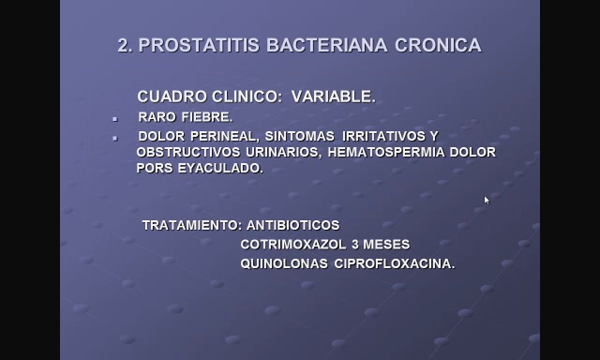 2. PROSTATITIS BACTERIANA CRONICA
CUADRO CLINICO: VARIABLE.
RARO FIEBRE.
DOLOR PERINEAL, SINTOMAS IRRITATIVOS Y
OBSTRUCTIVOS URINARIOS, HEMATOSPERMIA DOLOR
PORS EYACULADO.
TRATAMIENTO: ANTIBIOTICOS
COTRIMOXAZOL 3 MESES
QUINOLONAS CIPROFLOXACINA.